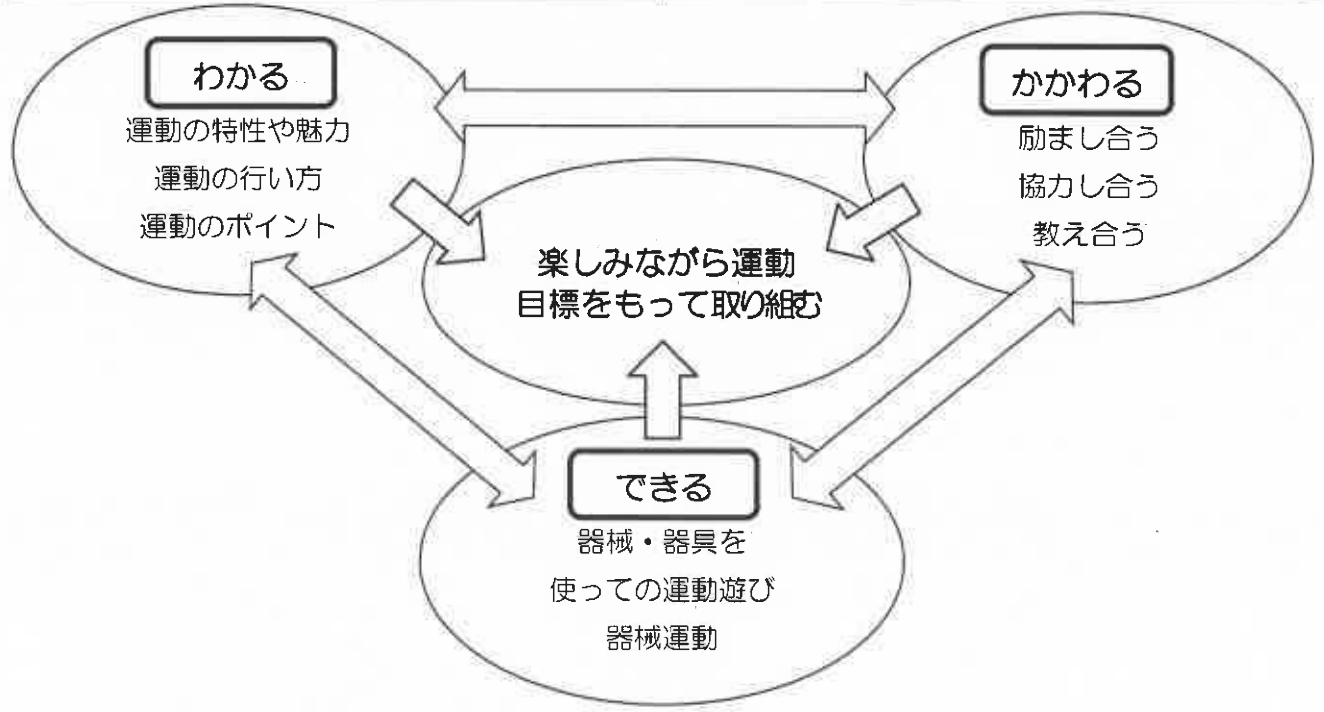 わかる
運動の特性や魅力
運動の行い方
運動のポイント
かかわる
励まし合う
協力し合う
教え合う
楽しみながら運動
目標をもって取り組む
できる
器械・器具を
使っての運動遊び
器械運動